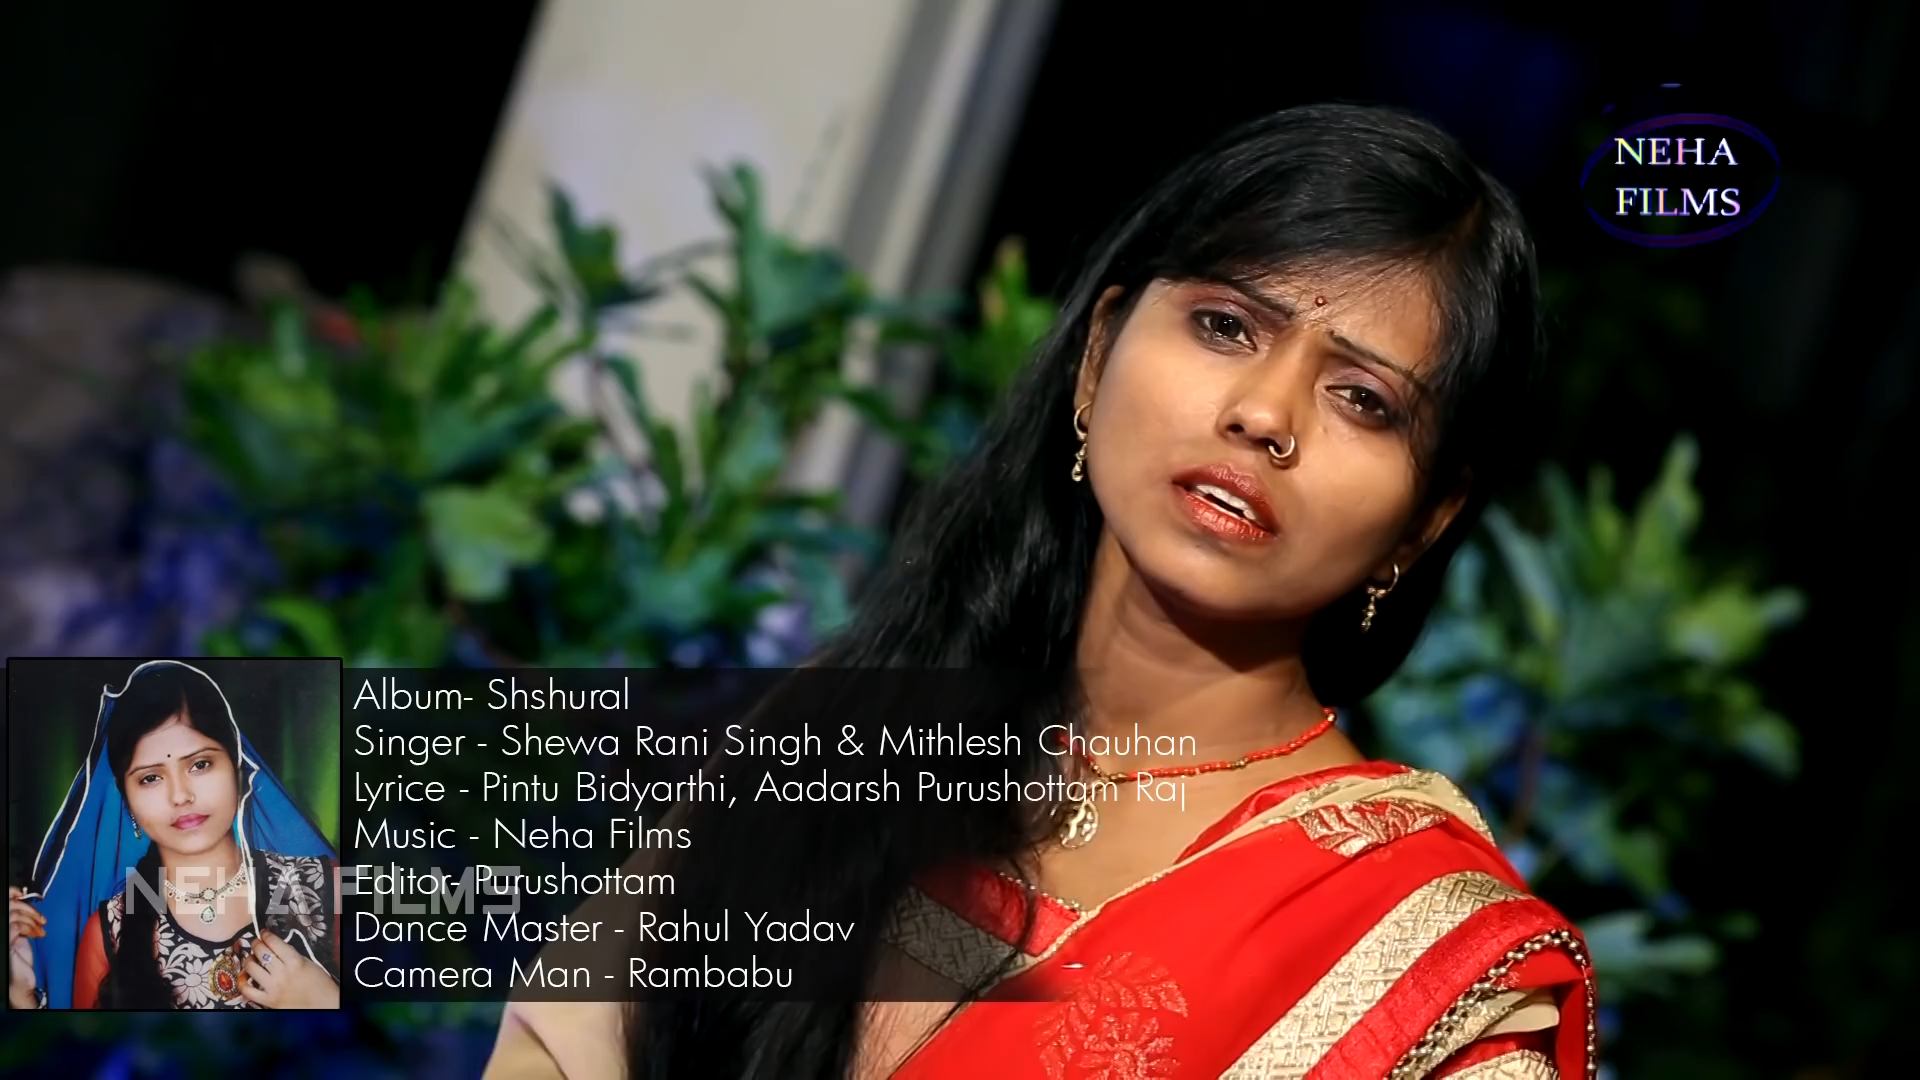 NEHA
FILMS
Album- Shshural
Singer - Shewa Rani Singh & Mithlesh Chauhan
Lyrice - Pintu Bidyarthi, Aadarsh Purushottam Raj
Music - Neha Films
Editor- Purushottam
NEHA FILMS
Dance Master - Rahul Yadav
Camera Man - Rambabu